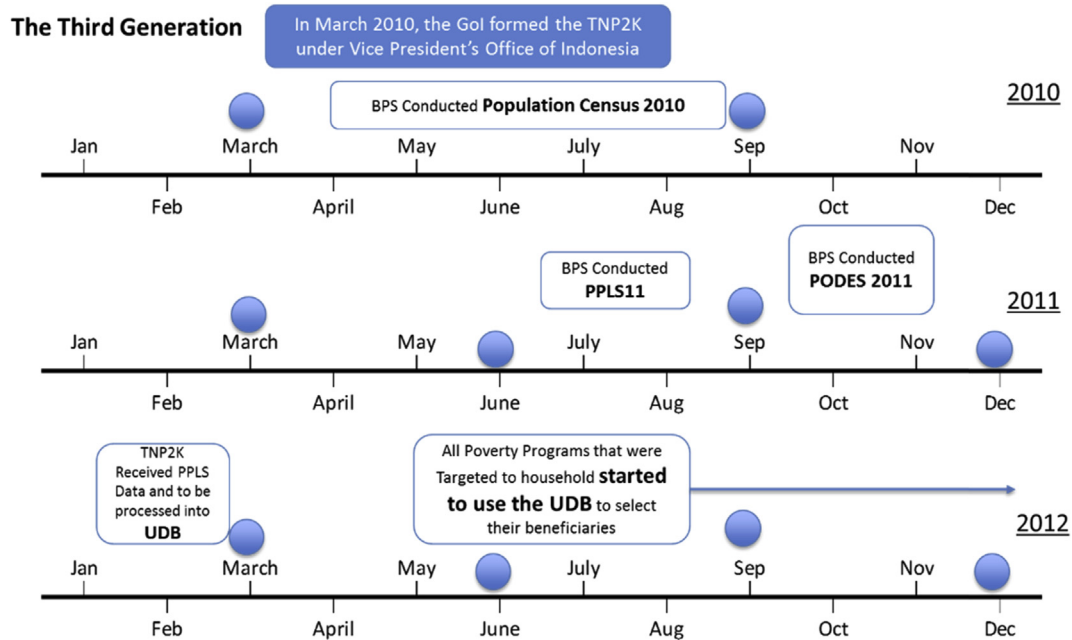 The Third Generation
In March 2010, the GoI formed the TNP2K
under Vice President's Office of Indonesia
BPS Conducted Population Census 2010
2010
Jan March May July Sep Nov
Feb April June Aug Oct Dec
BPS Conducted
PPLS11
BPS Conducted
PODES 2011
2011
Jan March May July Sep Nov
Feb April June Aug Oct Dec
TNP2K
Received PPLS
Data and to be
processed into
UDB
All Poverty Programs that were
Targeted to household started
to use the UDB to select
their beneficiaries
2012
Jan March May July Sep Nov
Feb April June Aug Oct Dec